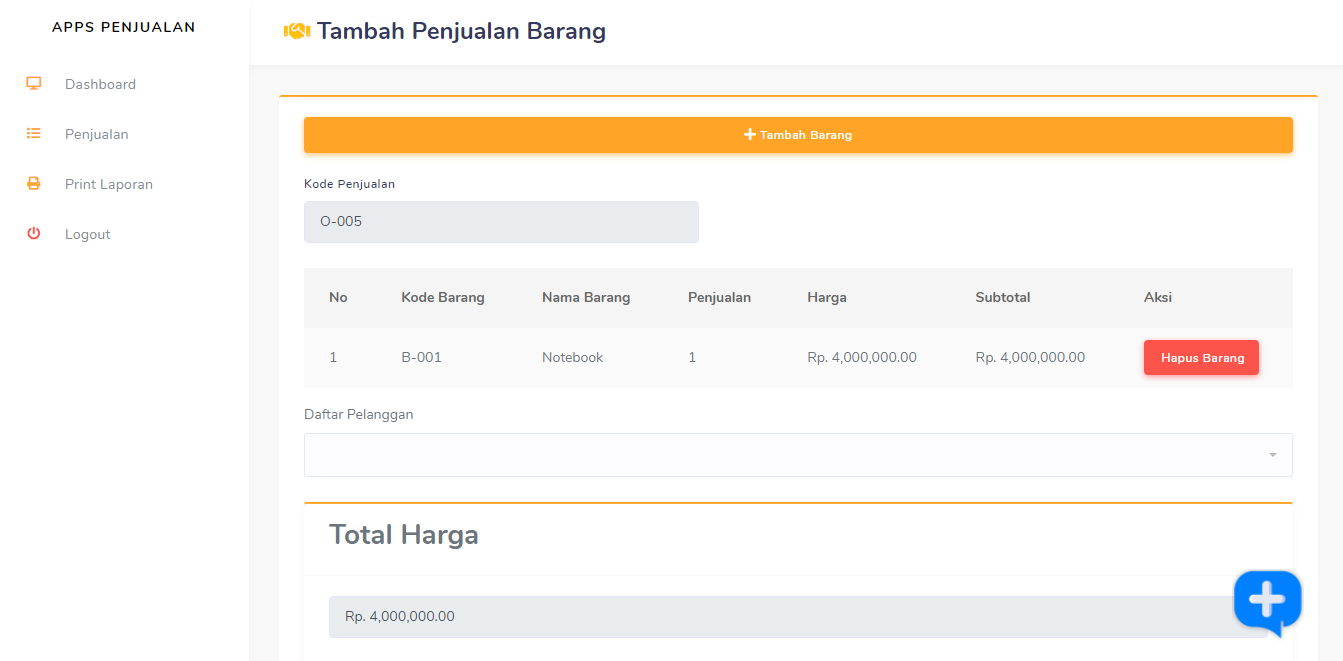 APPS PENJUALAN
Tambah Penjualan Barang
Dashboard
Penjualan
Print Laporan
Logout
Tambah Barang
Kode Penjualan
O-005
No Kode Barang Nama Barang Penjualan Harga Subtotal Aksi
1 B-001 Notebook 1 Rp. 4,000,000.00 Rp. 4,000,000.00 Hapus Barang
Daftar Pelanggan
Total Harga
Rp. 4,000,000.00